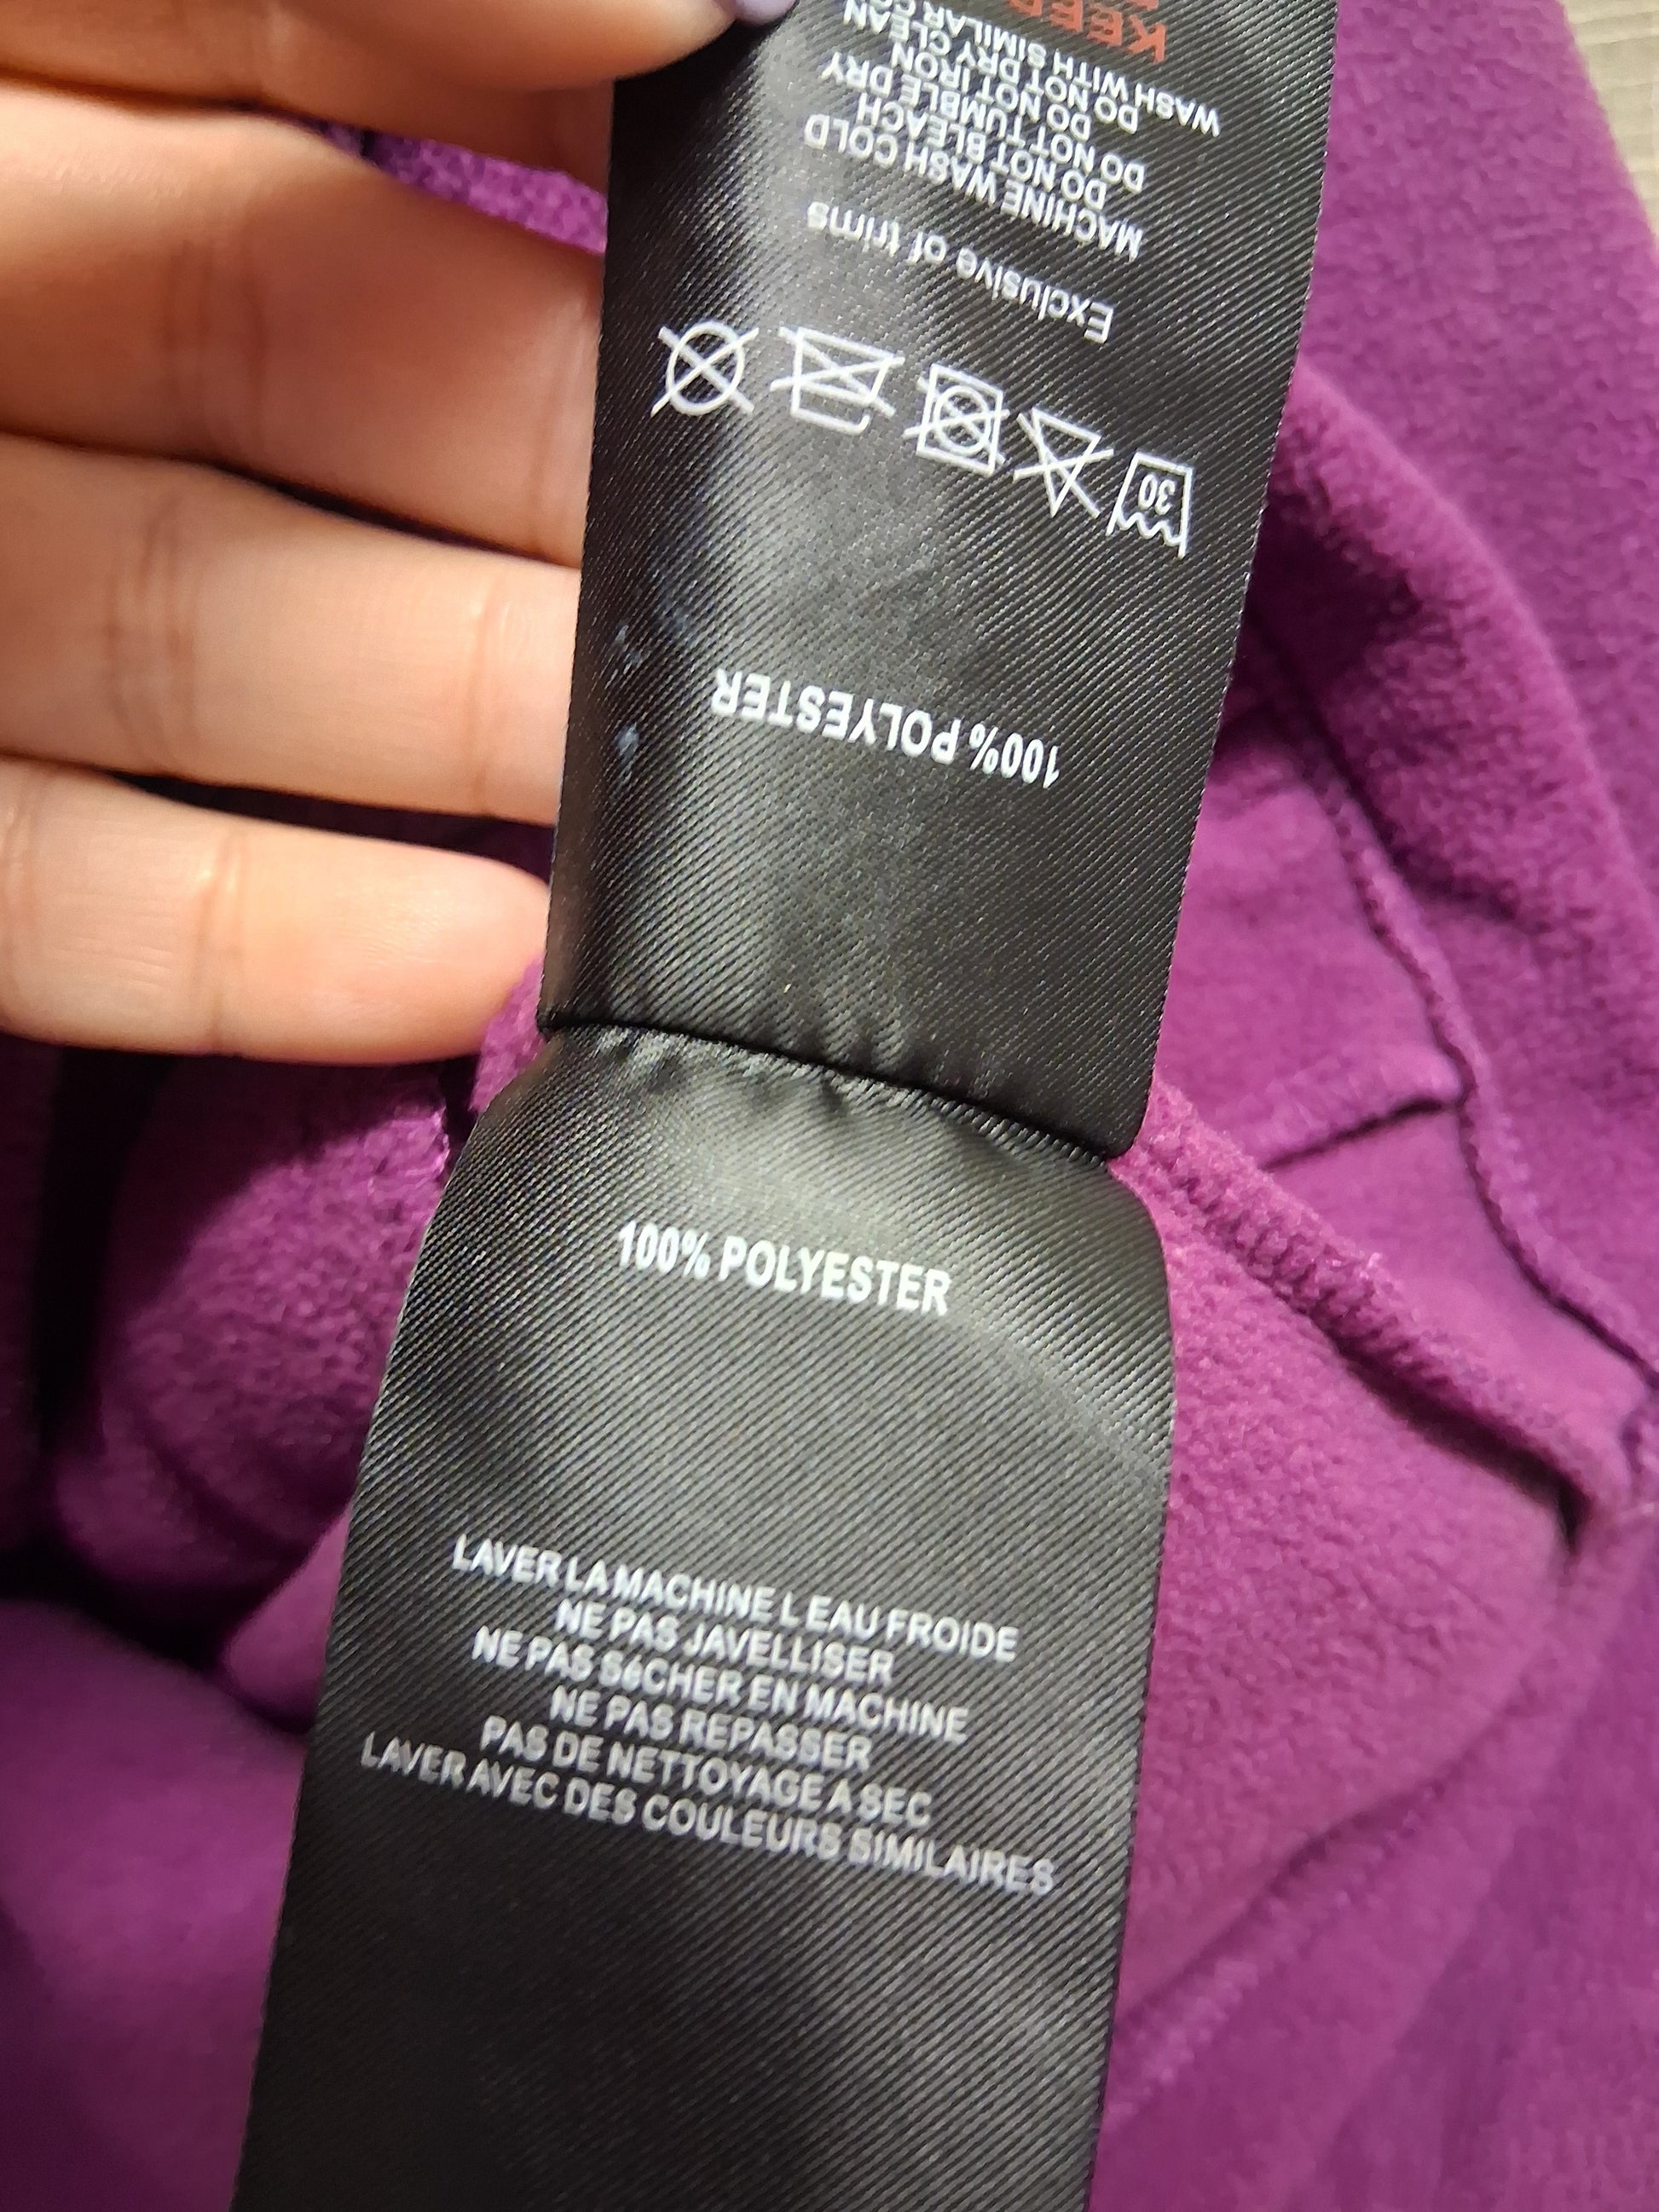 100% POLYESTER
30
Exclusive of trims
MACHINE WASH COLD
DO NOT BLEACH
DO NOT TUMBLE DRY
DO NOT IRON
DO NOT DRY CLEAN
WASH WITH SIMILAR
KEEP
100% POLYESTER
LAVER LA MACHINE L EAU FROIDE
NE PAS JAVELLISER
NE PAS SéCHER EN MACHINE
NE PAS REPASSER
PAS DE NETTOYAGE A SEC
LAVER AVEC DES COULEURS SIMILAIRES